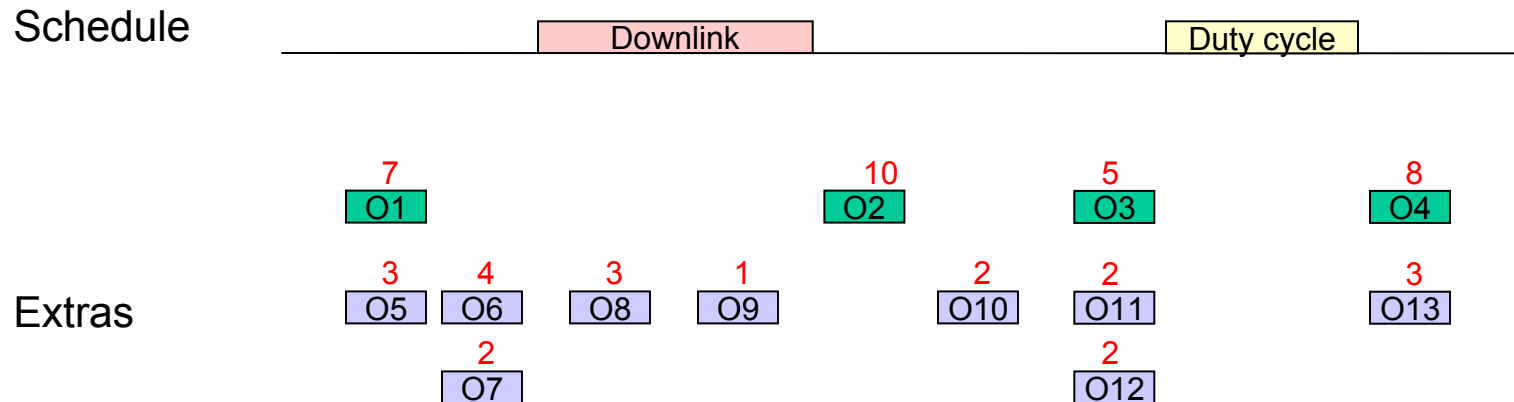 Schedule
Downlink Duty cycle
7 10 5 8
O1 O2 O3 O4
3 4 3 1 2 2 3
Extras O5 O6 O8 O9 O10 O11 O13
2 2
O7 O12